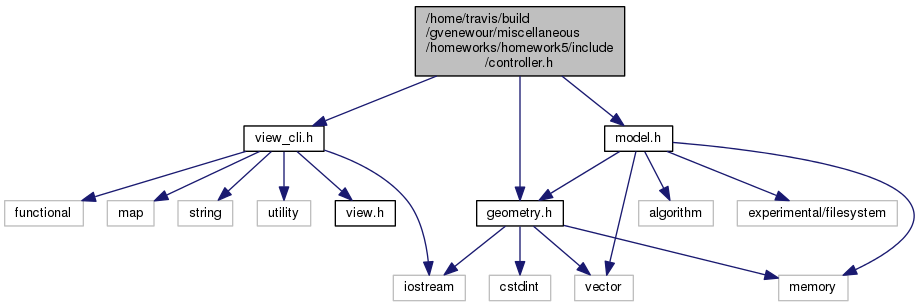 /home/travis/build
/gvenewour/miscellaneous
/homeworks/homework5/include
/controller.h
view_cli.h
model.h
functional
map
string
utility
view.h
geometry.h
algorithm
experimental/filesystem
iostream
cstdint
vector
memory